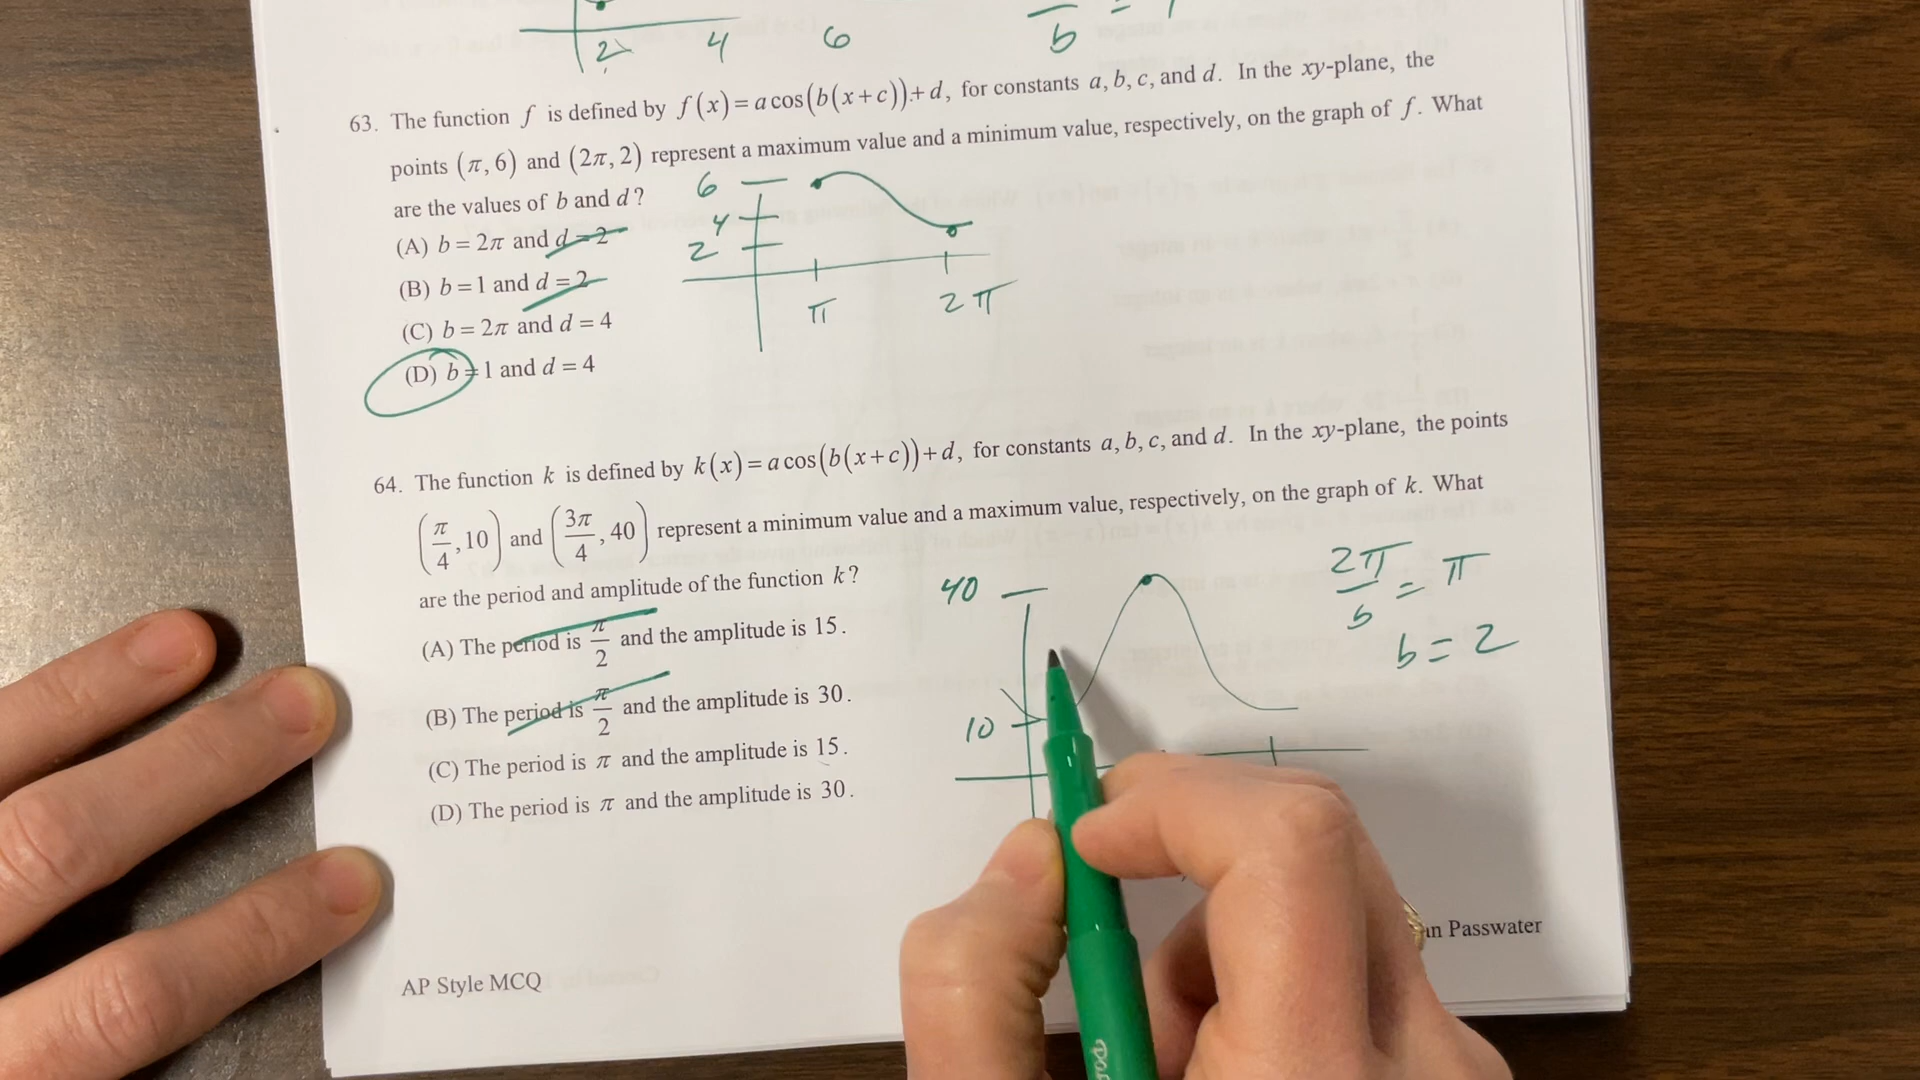 2 4 6 b =
63. The function f is defined by f(x) = a cos(b(x+c)) + d, for constants a, b, c, and d. In the xy-plane, the
points (π, 6) and (2π, 2) represent a maximum value and a minimum value, respectively, on the graph of f. What
are the values of b and d?
6
4
2
π 2π
(A) b = 2π and d = 2
(B) b = 1 and d = 2
(C) b = 2π and d = 4
(D) b = 1 and d = 4
64. The function k is defined by k(x) = a cos(b(x+c)) + d, for constants a, b, c, and d. In the xy-plane, the points
(π/4, 10) and (3π/4, 40) represent a minimum value and a maximum value, respectively, on the graph of k. What
are the period and amplitude of the function k?
(A) The period is π/2 and the amplitude is 15.
(B) The period is π/2 and the amplitude is 30.
(C) The period is π and the amplitude is 15.
(D) The period is π and the amplitude is 30.
40
10
2π/b = π
b = 2
Passwater
AP Style MCQ